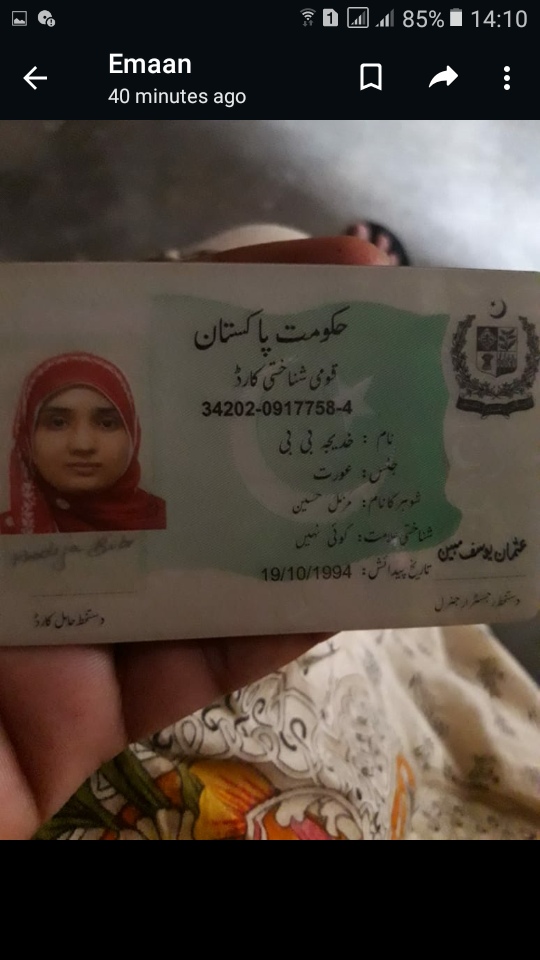 1 85% 14:10
Emaan
40 minutes ago
حکومت پاکستان
قومی شناختی کارڈ
34202-0917758-4
نام: خدیجہ بی بی
جنس: عورت
شوہر کا نام: مزمل حسین
شناختی علامت: کوئی نہیں
عثمان یوسف مبین
تاریخ پیدائش: 19/10/1994
دستخط رجسٹرار جنرل
دستخط حامل کارڈ